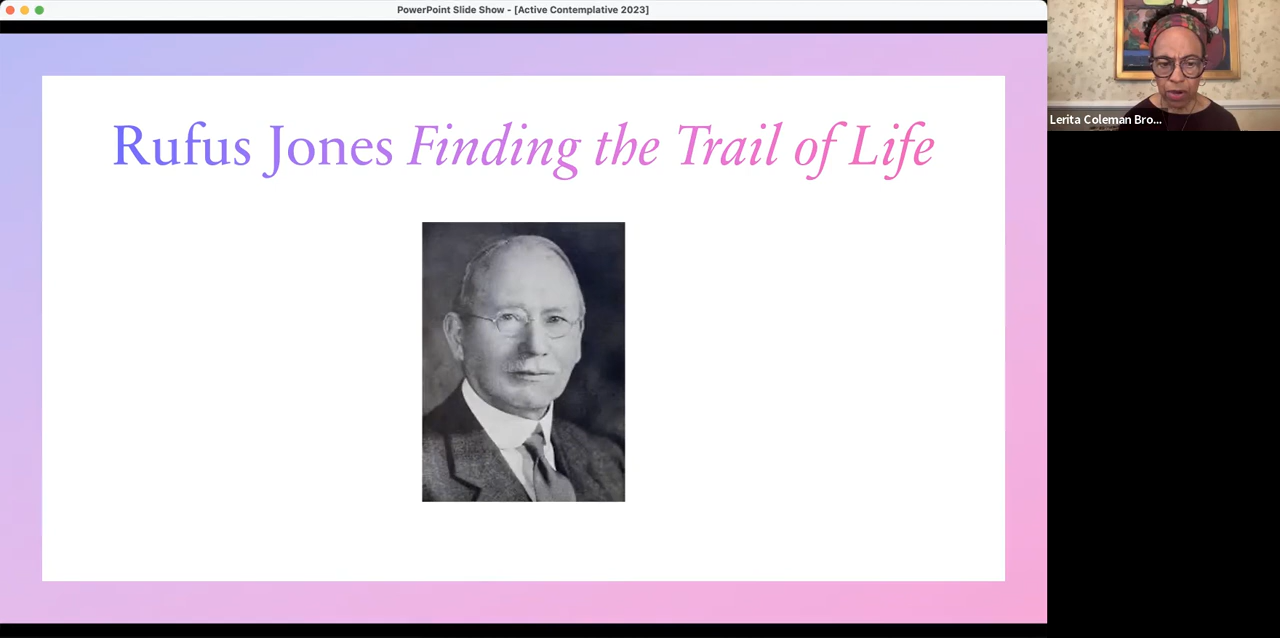 PowerPoint Slide Show - [Active Contemplative 2023]
Rufus Jones Finding the Trail of Life
Lerita Coleman Bro...